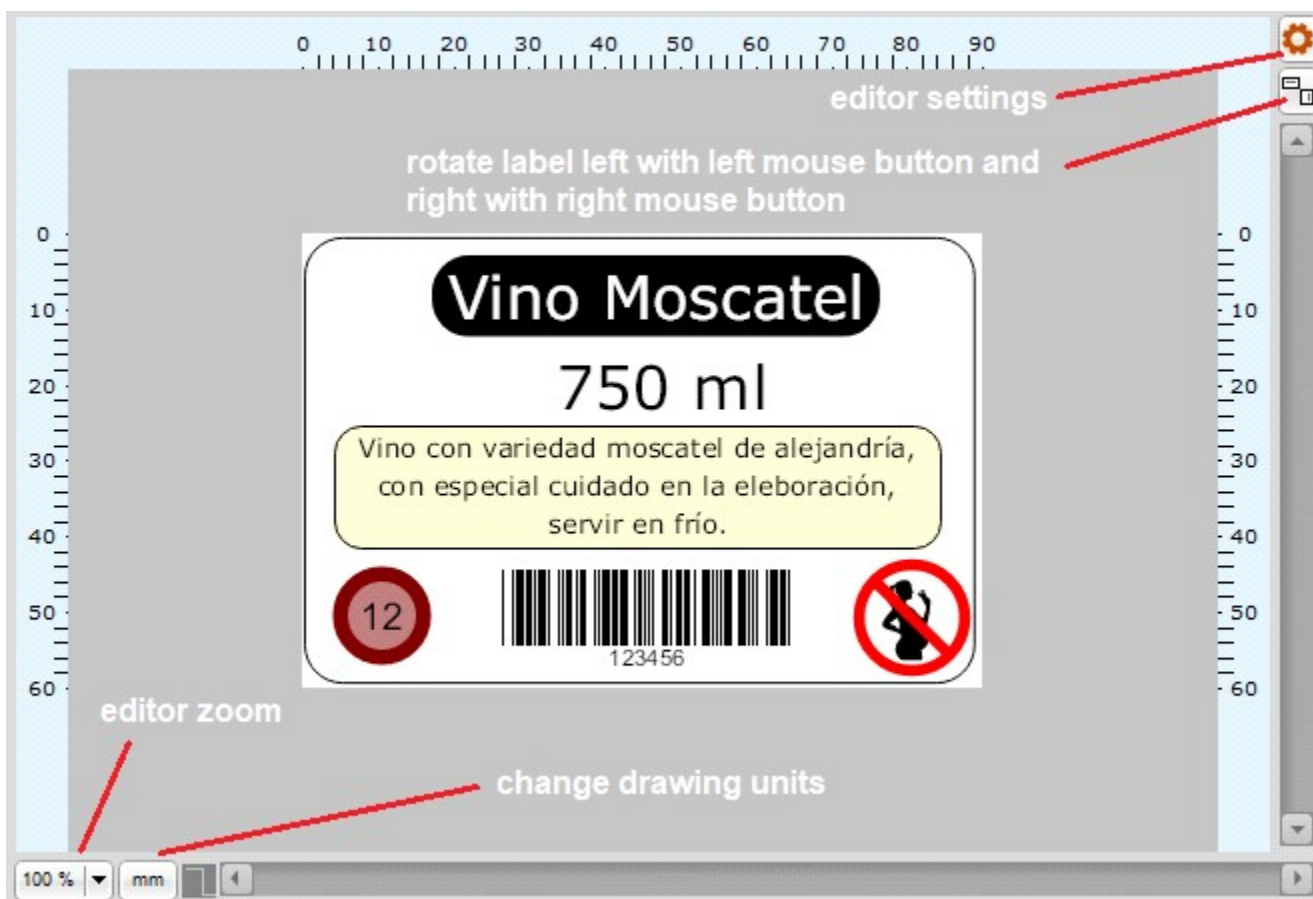 0 10 20 30 40 50 60 70 80 90
editor settings
rotate label left with left mouse button and
right with right mouse button
0 0
Vino Moscatel
10 10
750 ml
20 20
Vino con variedad moscatel de alejandría,
30 30
con especial cuidado en la eleboración,
servir en frío.
40 40
12
50 50
123456
60 60
editor zoom
change drawing units
100 % mm